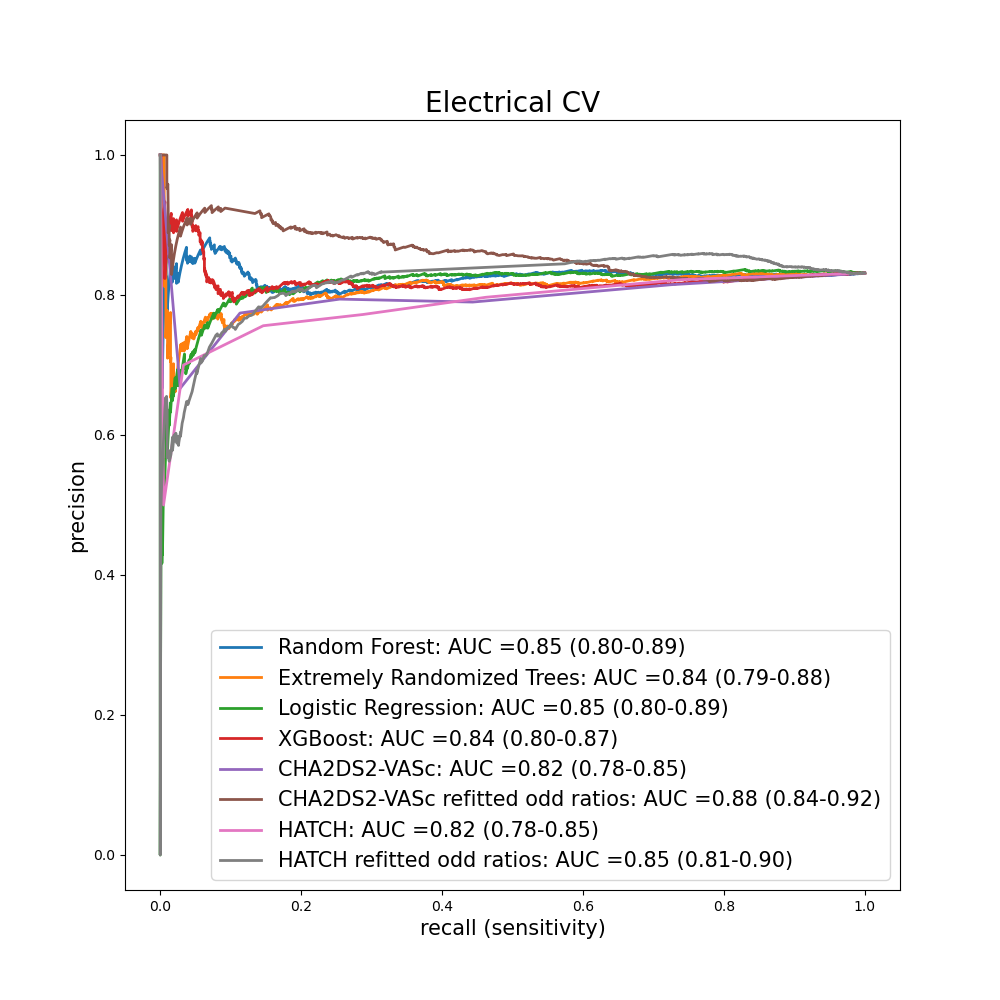 Electrical CV
1.0
0.8
0.6
0.4
0.2
0.0
precision
0.0 0.2 0.4 0.6 0.8 1.0
recall (sensitivity)
Random Forest: AUC =0.85 (0.80-0.89)
Extremely Randomized Trees: AUC =0.84 (0.79-0.88)
Logistic Regression: AUC =0.85 (0.80-0.89)
XGBoost: AUC =0.84 (0.80-0.87)
CHA2DS2-VASc: AUC =0.82 (0.78-0.85)
CHA2DS2-VASc refitted odd ratios: AUC =0.88 (0.84-0.92)
HATCH: AUC =0.82 (0.78-0.85)
HATCH refitted odd ratios: AUC =0.85 (0.81-0.90)